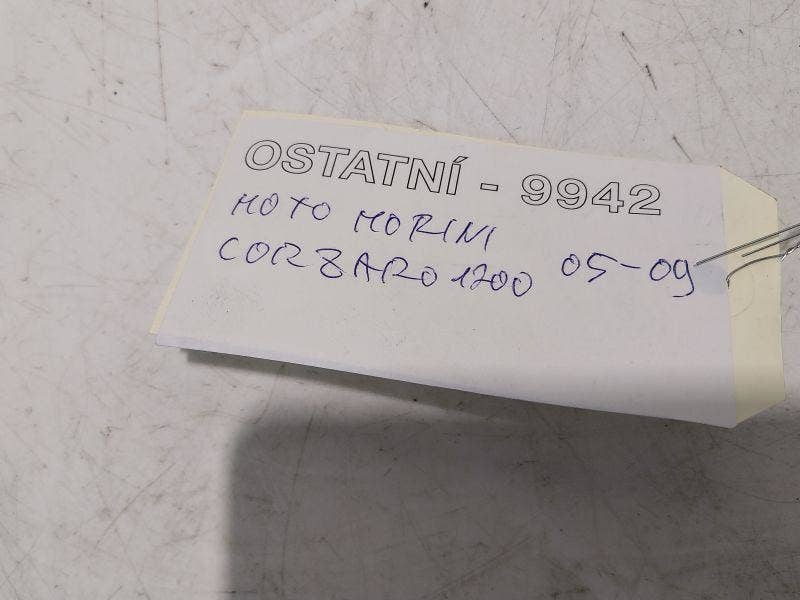 OSTATNÍ - 9942
MOTO MORINI
CORSARO 1200 05-09